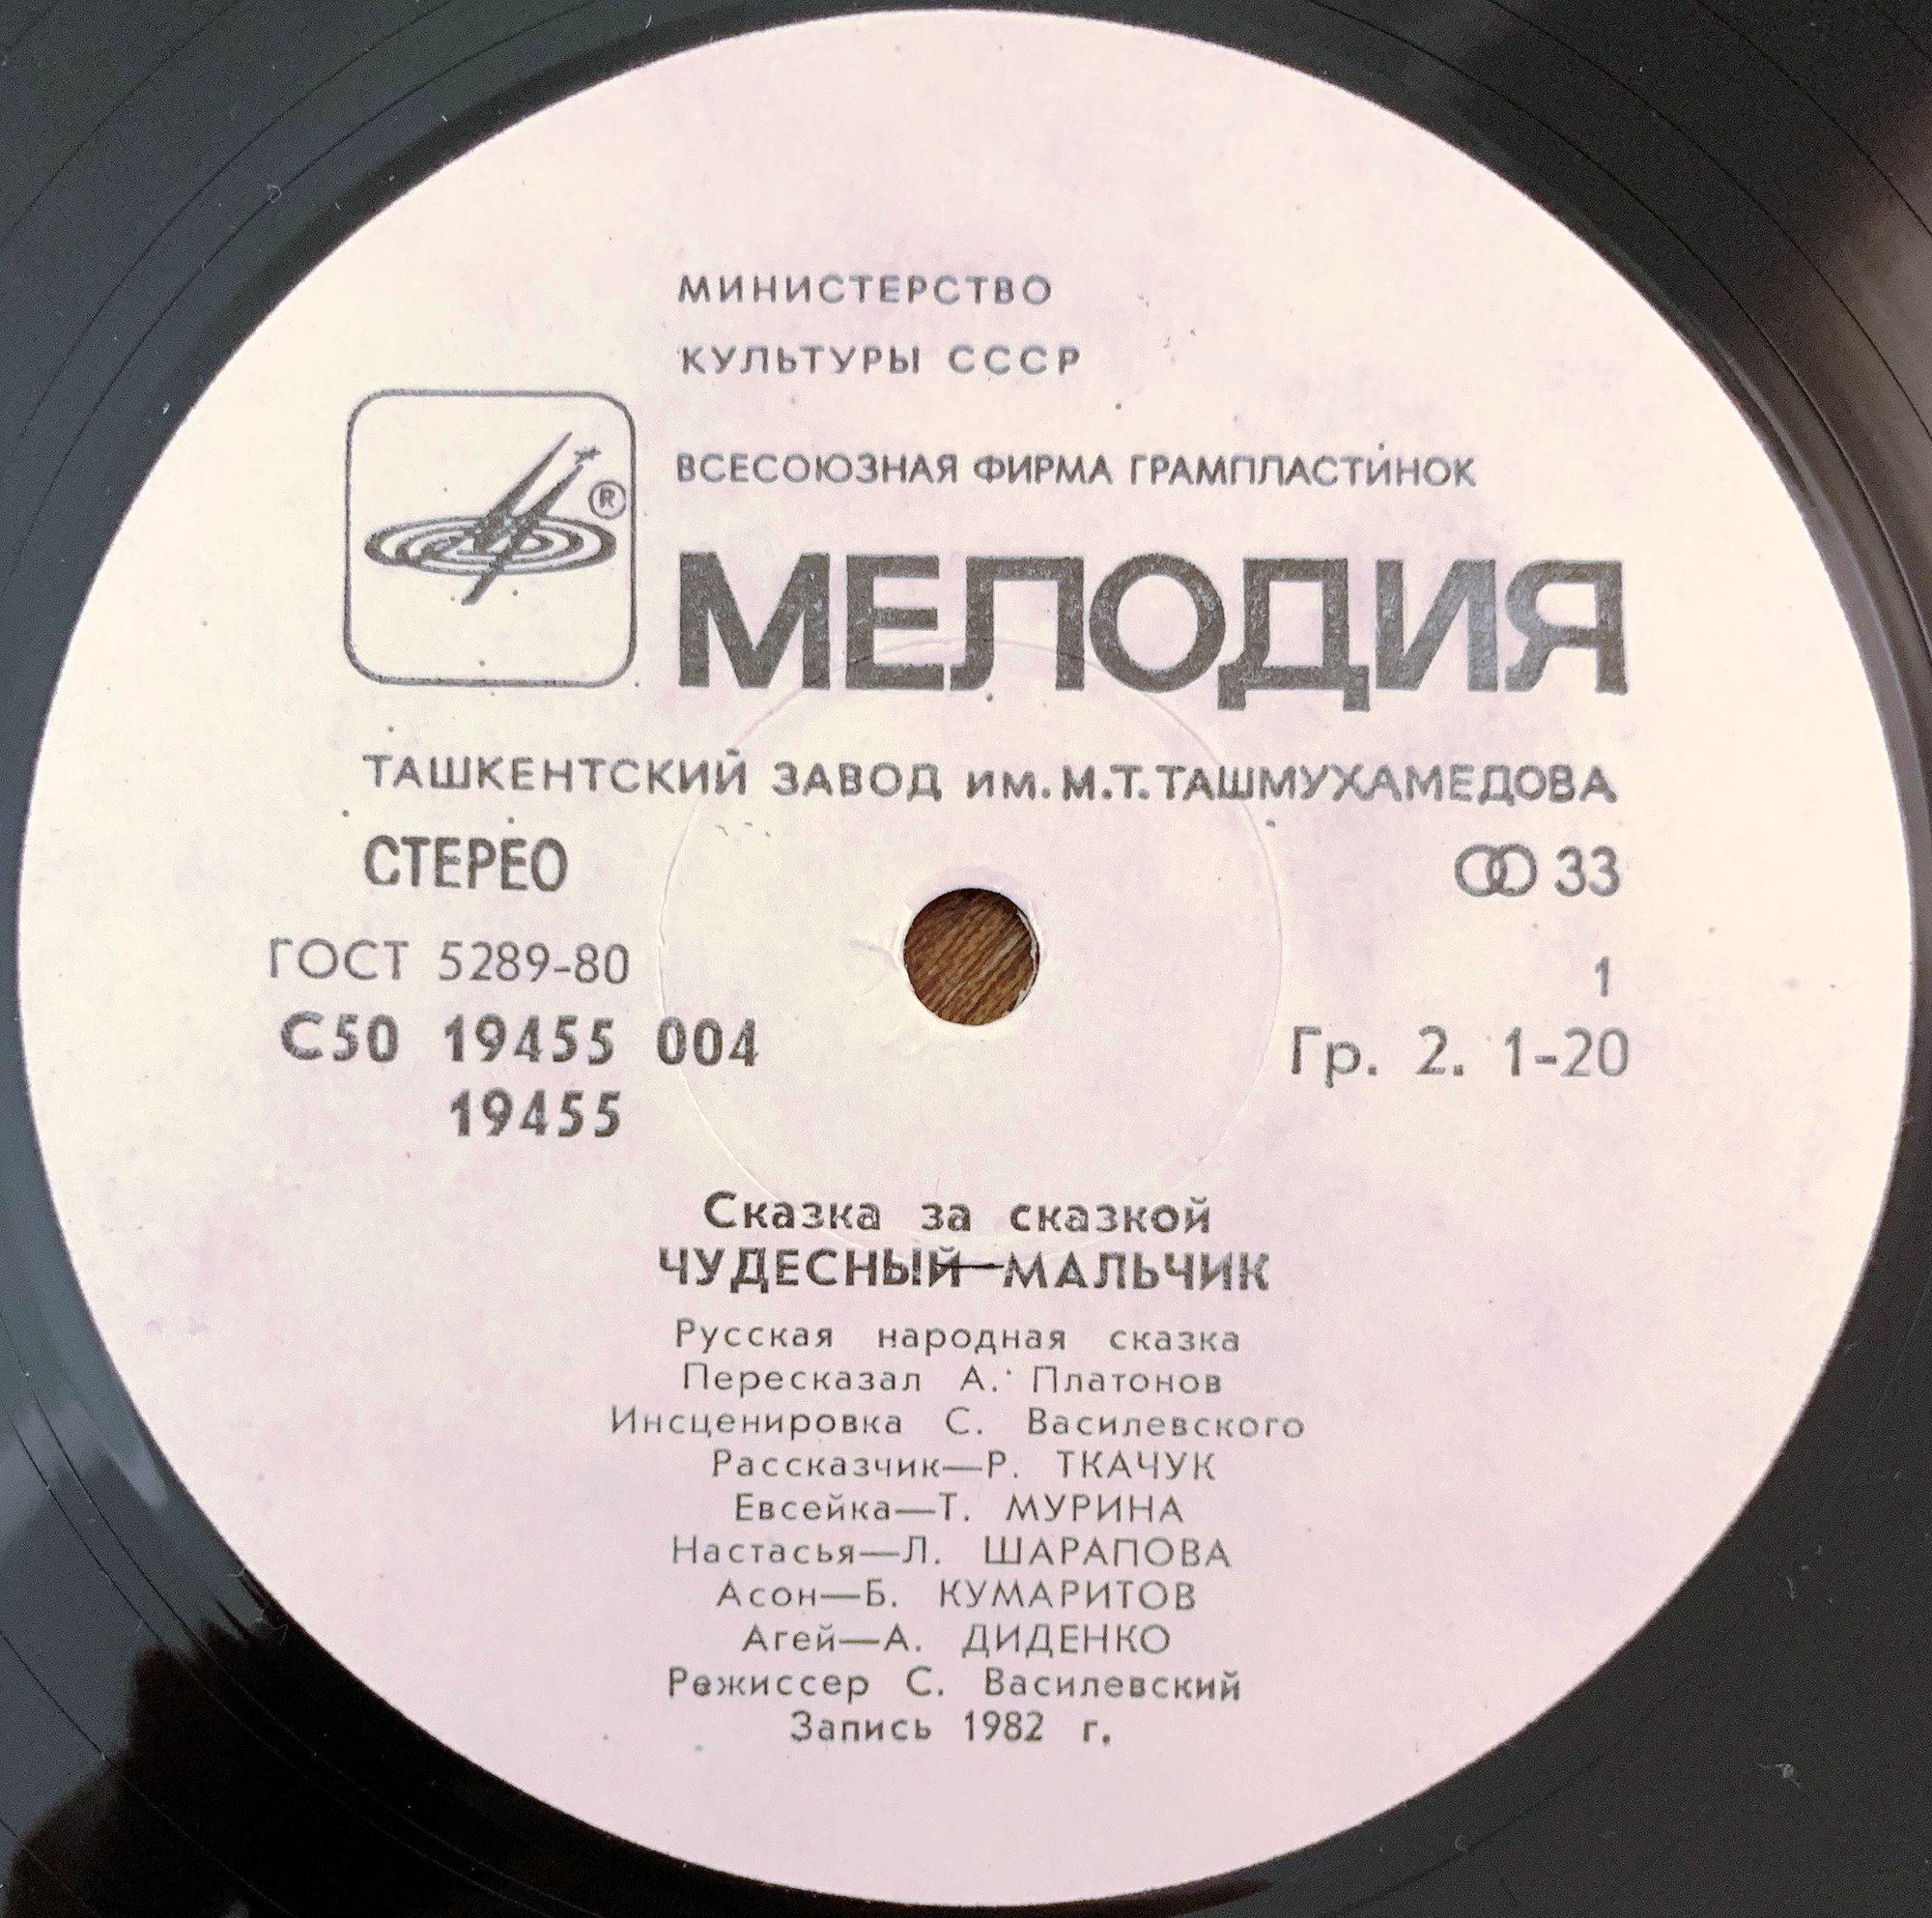 МИНИСТЕРСТВО
КУЛЬТУРЫ СССР
ВСЕСОЮЗНАЯ ФИРМА ГРАМПЛАСТИНОК
®
МЕЛОДИЯ
ТАШКЕНТСКИЙ ЗАВОД им. М.Т. ТАШМУХАМЕДОВА
СТЕРЕО
33
ГОСТ 5289-80
1
С50 19455 004
Гр. 2. 1-20
19455
Сказка за сказкой
ЧУДЕСНЫЙ МАЛЬЧИК
Русская народная сказка
Пересказал А. Платонов
Инсценировка С. Василевского
Рассказчик—Р. ТКАЧУК
Евсейка—Т. МУРИНА
Настасья—Л. ШАРАПОВА
Асон—Б. КУМАРИТОВ
Агей—А. ДИДЕНКО
Режиссер С. Василевский
Запись 1982 г.